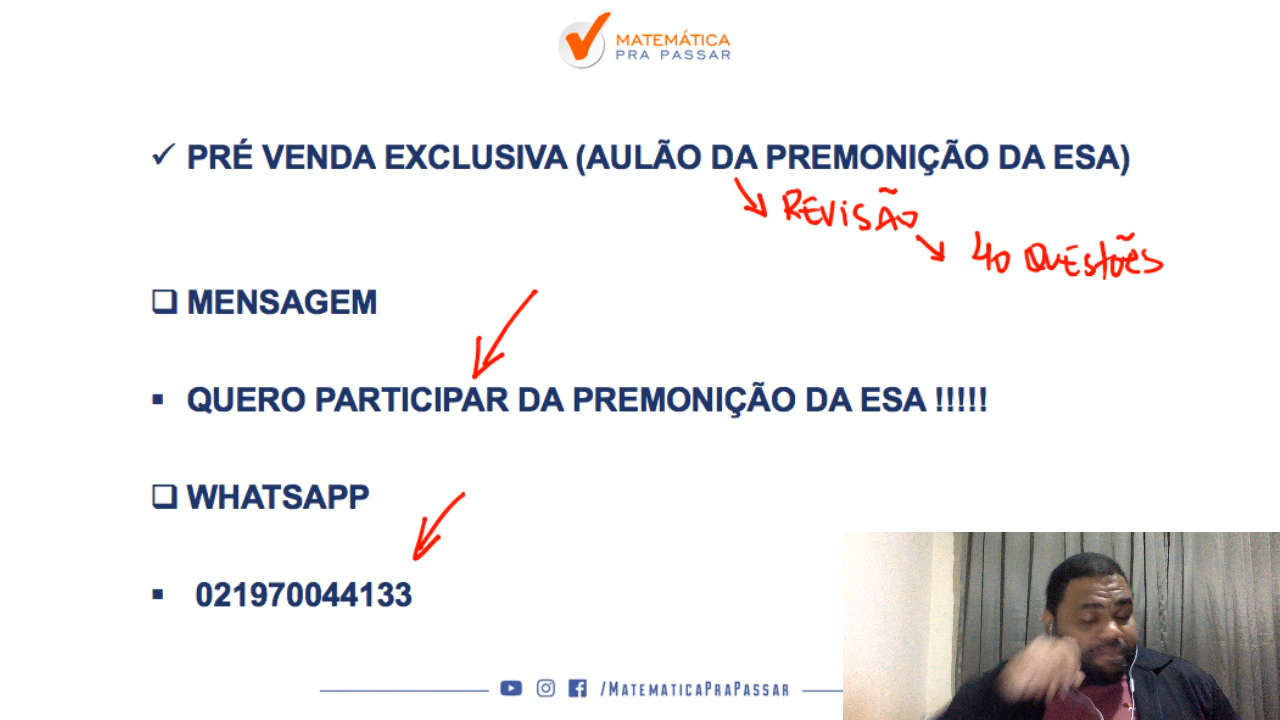 MATEMÁTICA
PRA PASSAR
PRÉ VENDA EXCLUSIVA (AULÃO DA PREMONIÇÃO DA ESA)
REVISÃO
40 QUESTÕES
MENSAGEM
QUERO PARTICIPAR DA PREMONIÇÃO DA ESA !!!!!
WHATSAPP
021970044133
/MATEMATICAPRAPASSAR